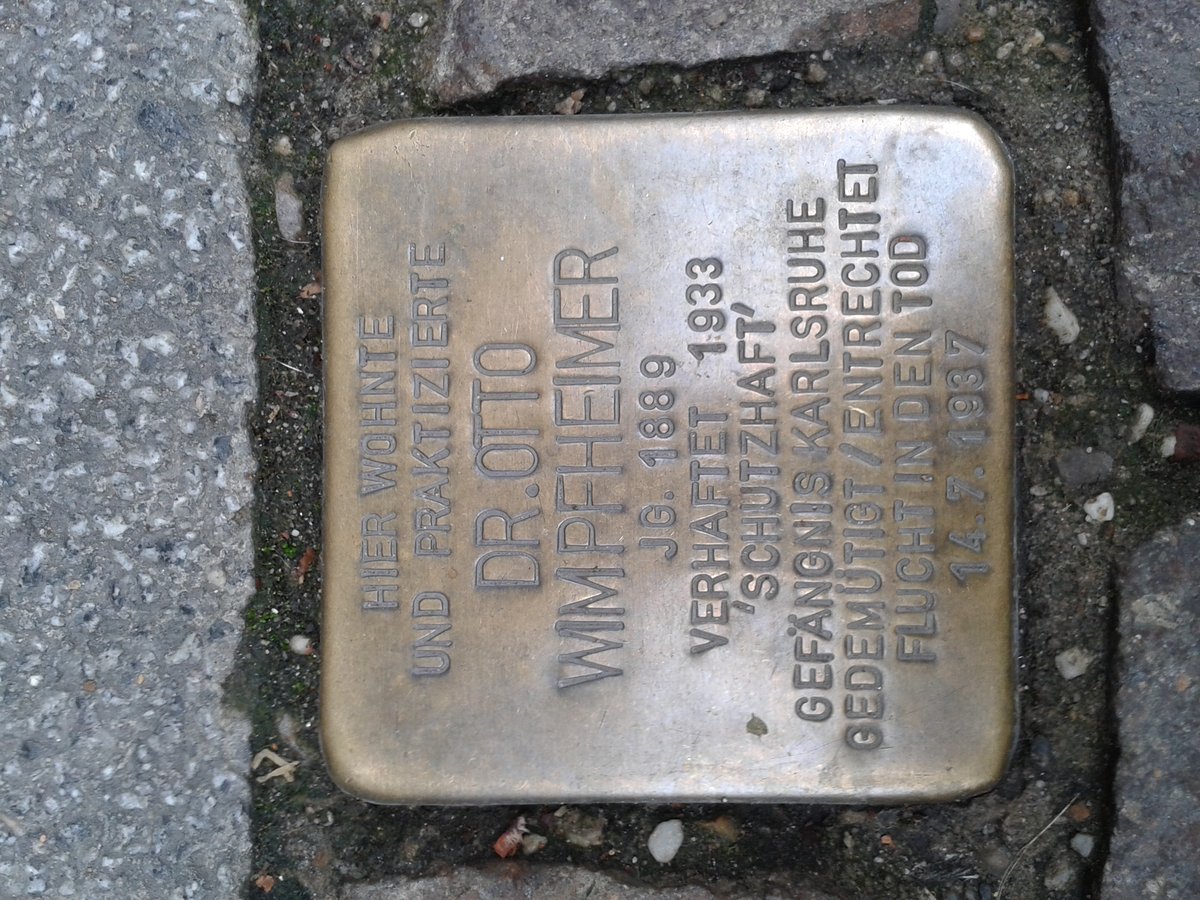 HIER WOHNTE
UND PRAKTIZIERTE
DR. OTTO
WIMPFHEIMER
JG. 1889
VERHAFTET 1933
'SCHUTZHAFT'
GEFÄNGNIS KARLSRUHE
GEDEMÜTIGT / ENTRECHTET
FLUCHT IN DEN TOD
14.7.1937